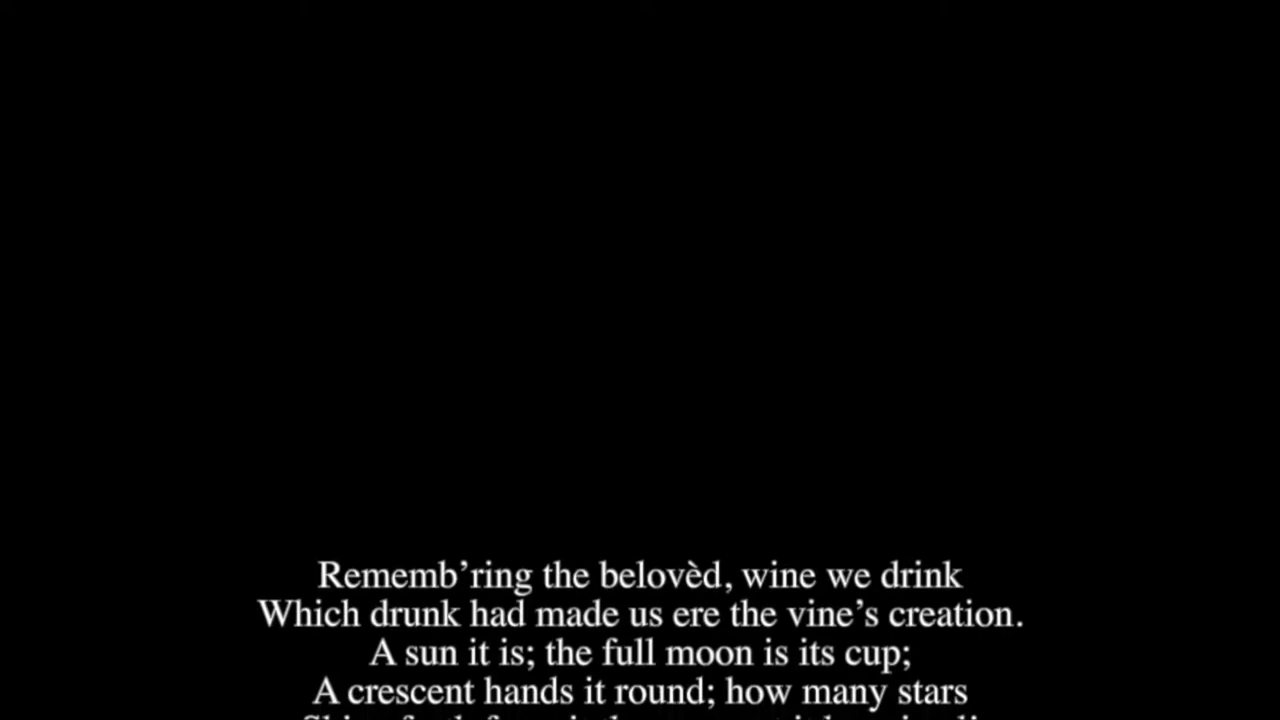 Rememb’ring the belovèd, wine we drink
Which drunk had made us ere the vine’s creation.
A sun it is; the full moon is its cup;
A crescent hands it round; how many stars